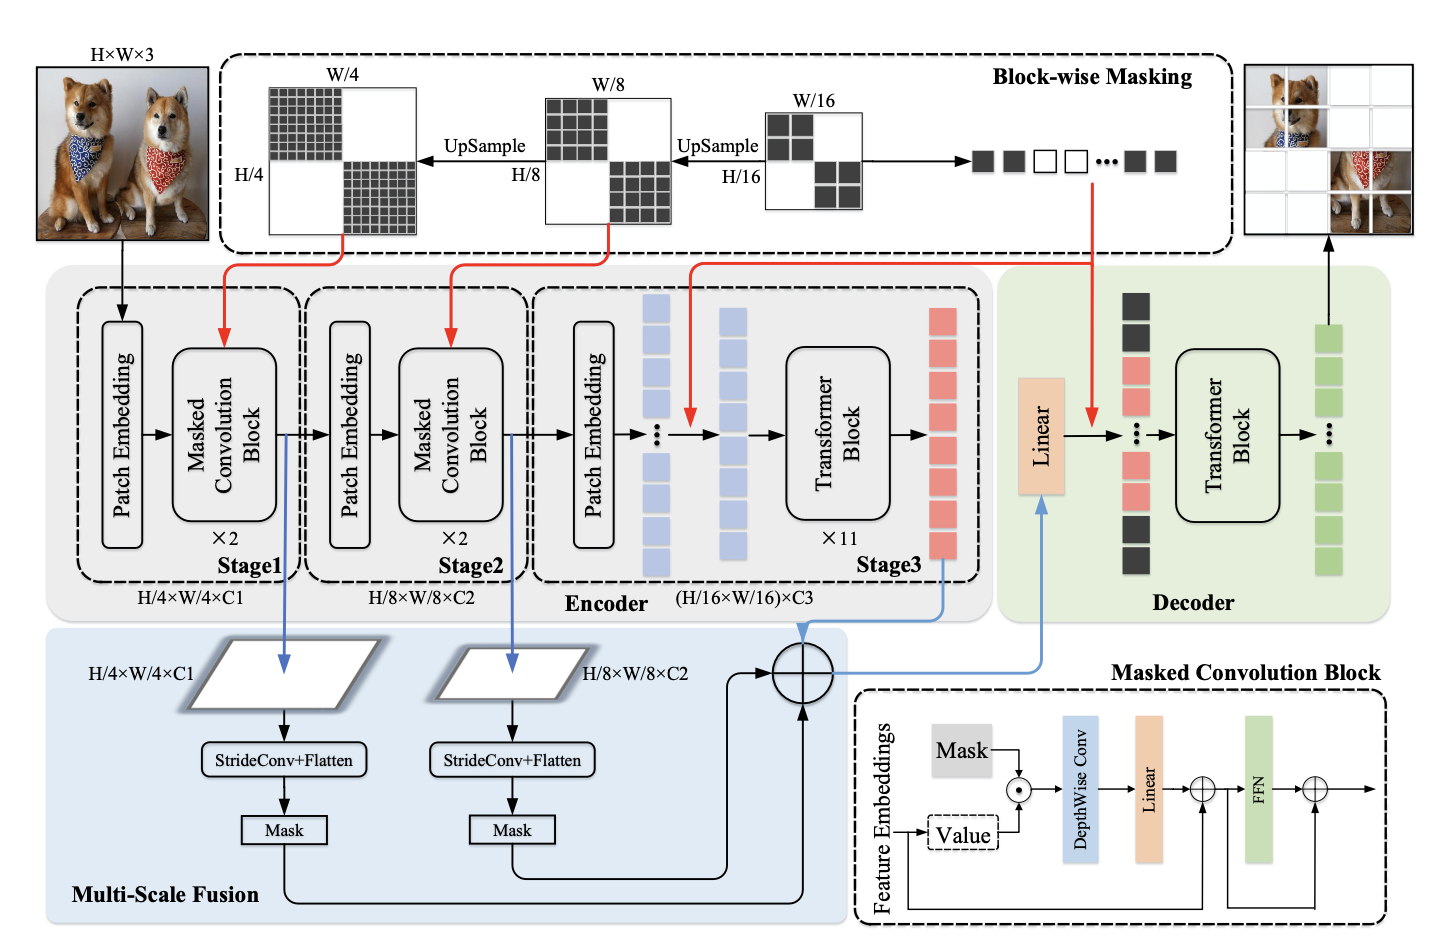 H×W×3
W/4
W/8
W/16
Block-wise Masking
UpSample
UpSample
H/4
H/8
H/16
Patch Embedding
Masked
Convolution
Block
×2
Stage1
Patch Embedding
Masked
Convolution
Block
×2
Stage2
Patch Embedding
Transformer
Block
×11
Stage3
Linear
Transformer
Block
H/4×W/4×C1
H/8×W/8×C2
Encoder
(H/16×W/16)×C3
Decoder
H/4×W/4×C1
H/8×W/8×C2
StrideConv+Flatten
StrideConv+Flatten
Mask
Mask
Multi-Scale Fusion
Masked Convolution Block
Feature Embeddings
Mask
Value
DepthWise Conv
Linear
FFN